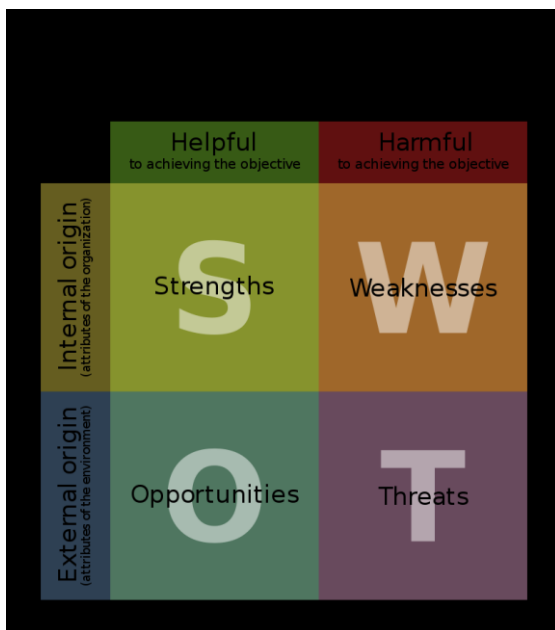 Helpful
to achieving the objective
Harmful
to achieving the objective
Internal origin
(attributes of the organization)
S
Strengths
W
Weaknesses
External origin
(attributes of the environment)
O
Opportunities
T
Threats